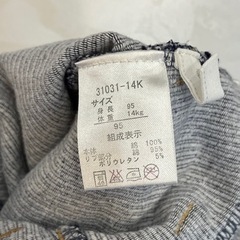 31031-14K
サイズ
身長 95
体重 14kg
95
組成表示
本体 綿 100%
リブ部分 綿 95%
ポリウレタン 5%